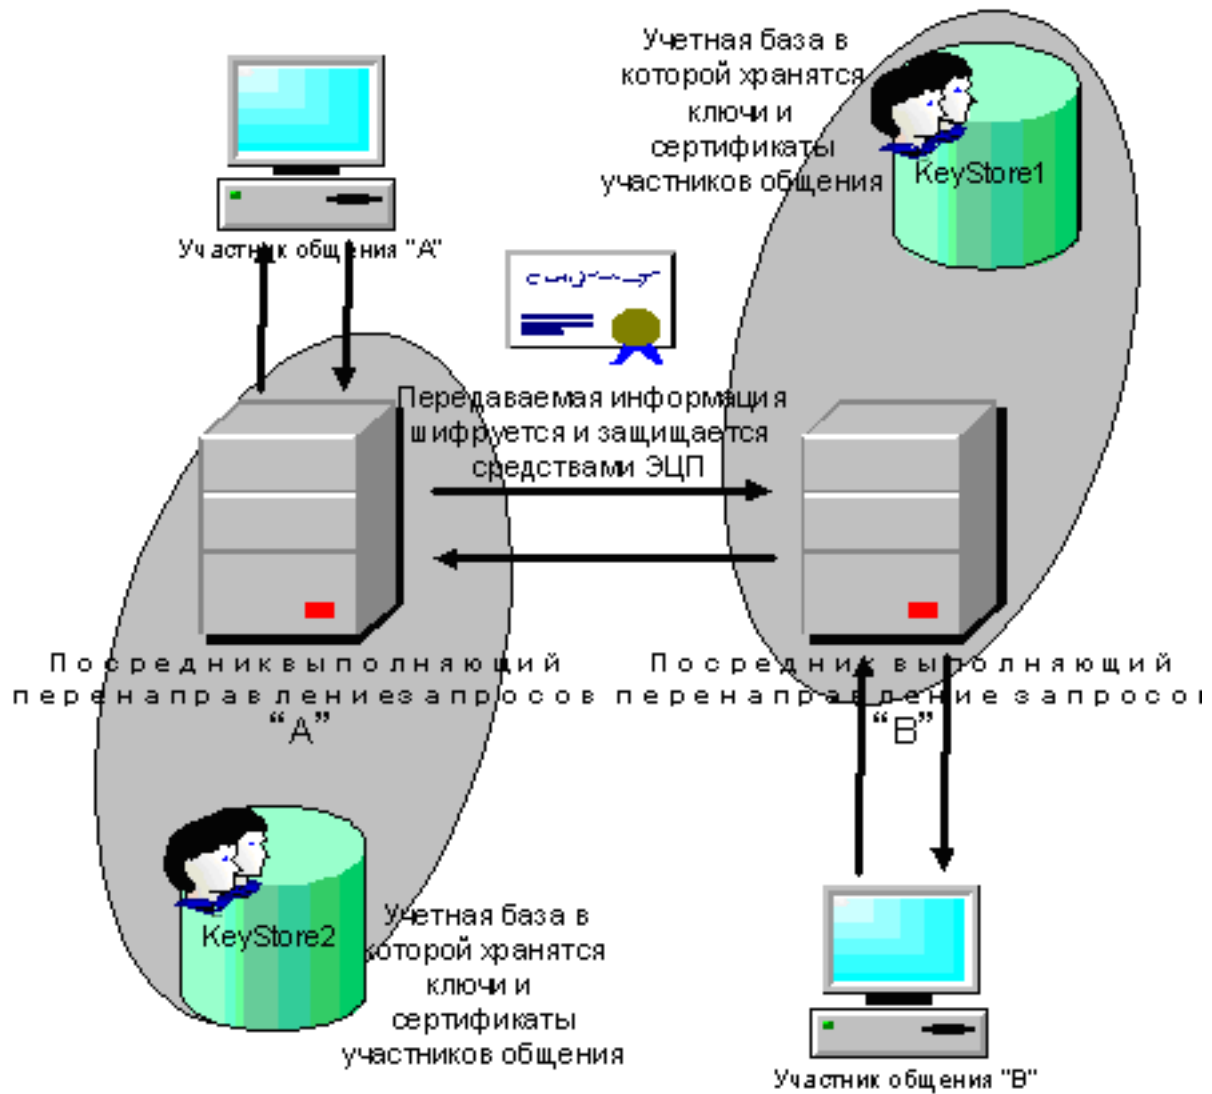 Учетная база в
которой хранятся
ключи и
сертификаты
участников общения
KeyStore1
Участник общения "A"
Передаваемая информация
шифруется и защищается
средствами ЭЦП
Посредник выполняющий
перенаправление запросов
“A”
Посредник выполняющий
перенаправление запросов
“B”
KeyStore2
Учетная база в
которой хранятся
ключи и
сертификаты
участников общения
Участник общения "B"